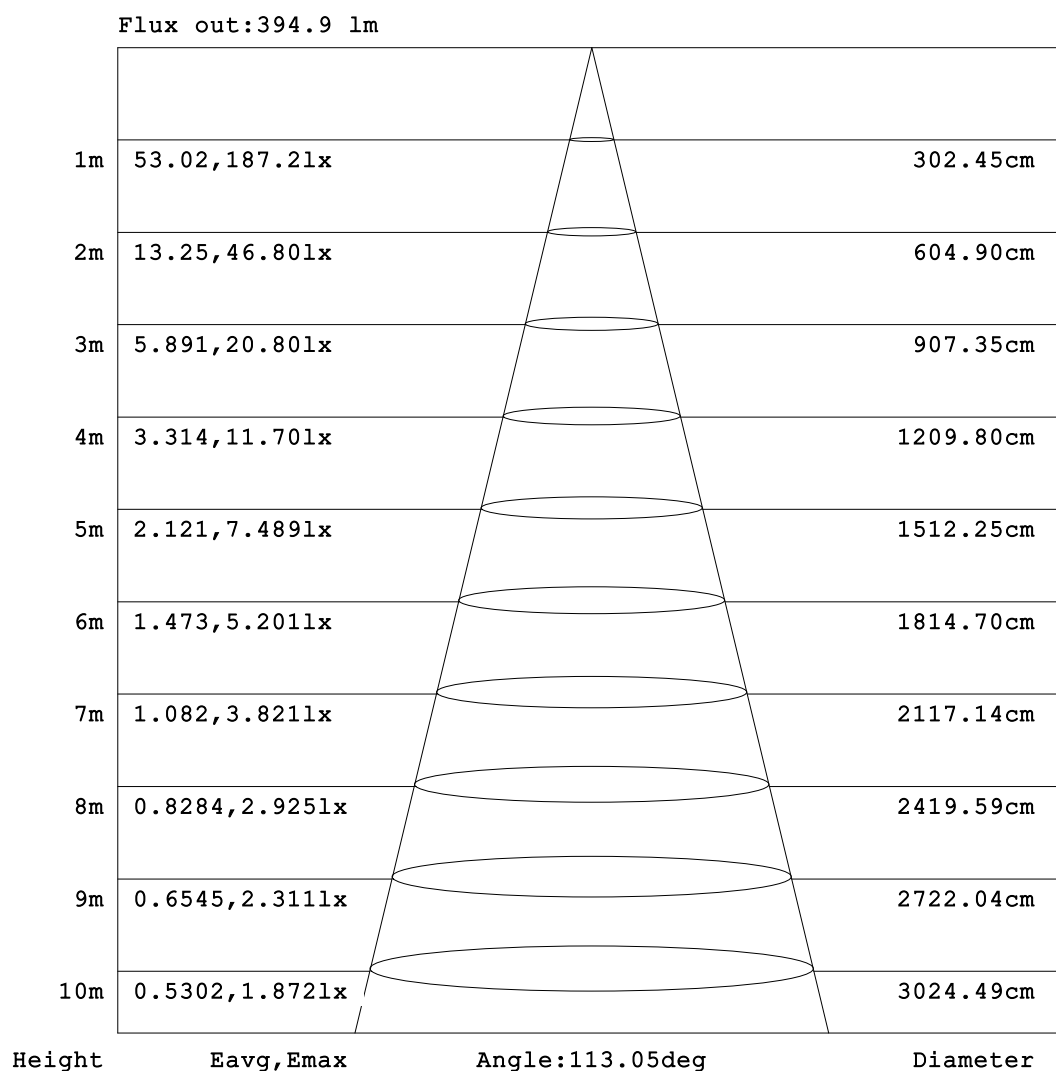 Flux out:394.9 lm
1m 53.02,187.2lx 302.45cm
2m 13.25,46.80lx 604.90cm
3m 5.891,20.80lx 907.35cm
4m 3.314,11.70lx 1209.80cm
5m 2.121,7.489lx 1512.25cm
6m 1.473,5.201lx 1814.70cm
7m 1.082,3.821lx 2117.14cm
8m 0.8284,2.925lx 2419.59cm
9m 0.6545,2.311lx 2722.04cm
10m 0.5302,1.872lx 3024.49cm
Height Eavg,Emax Angle:113.05deg Diameter